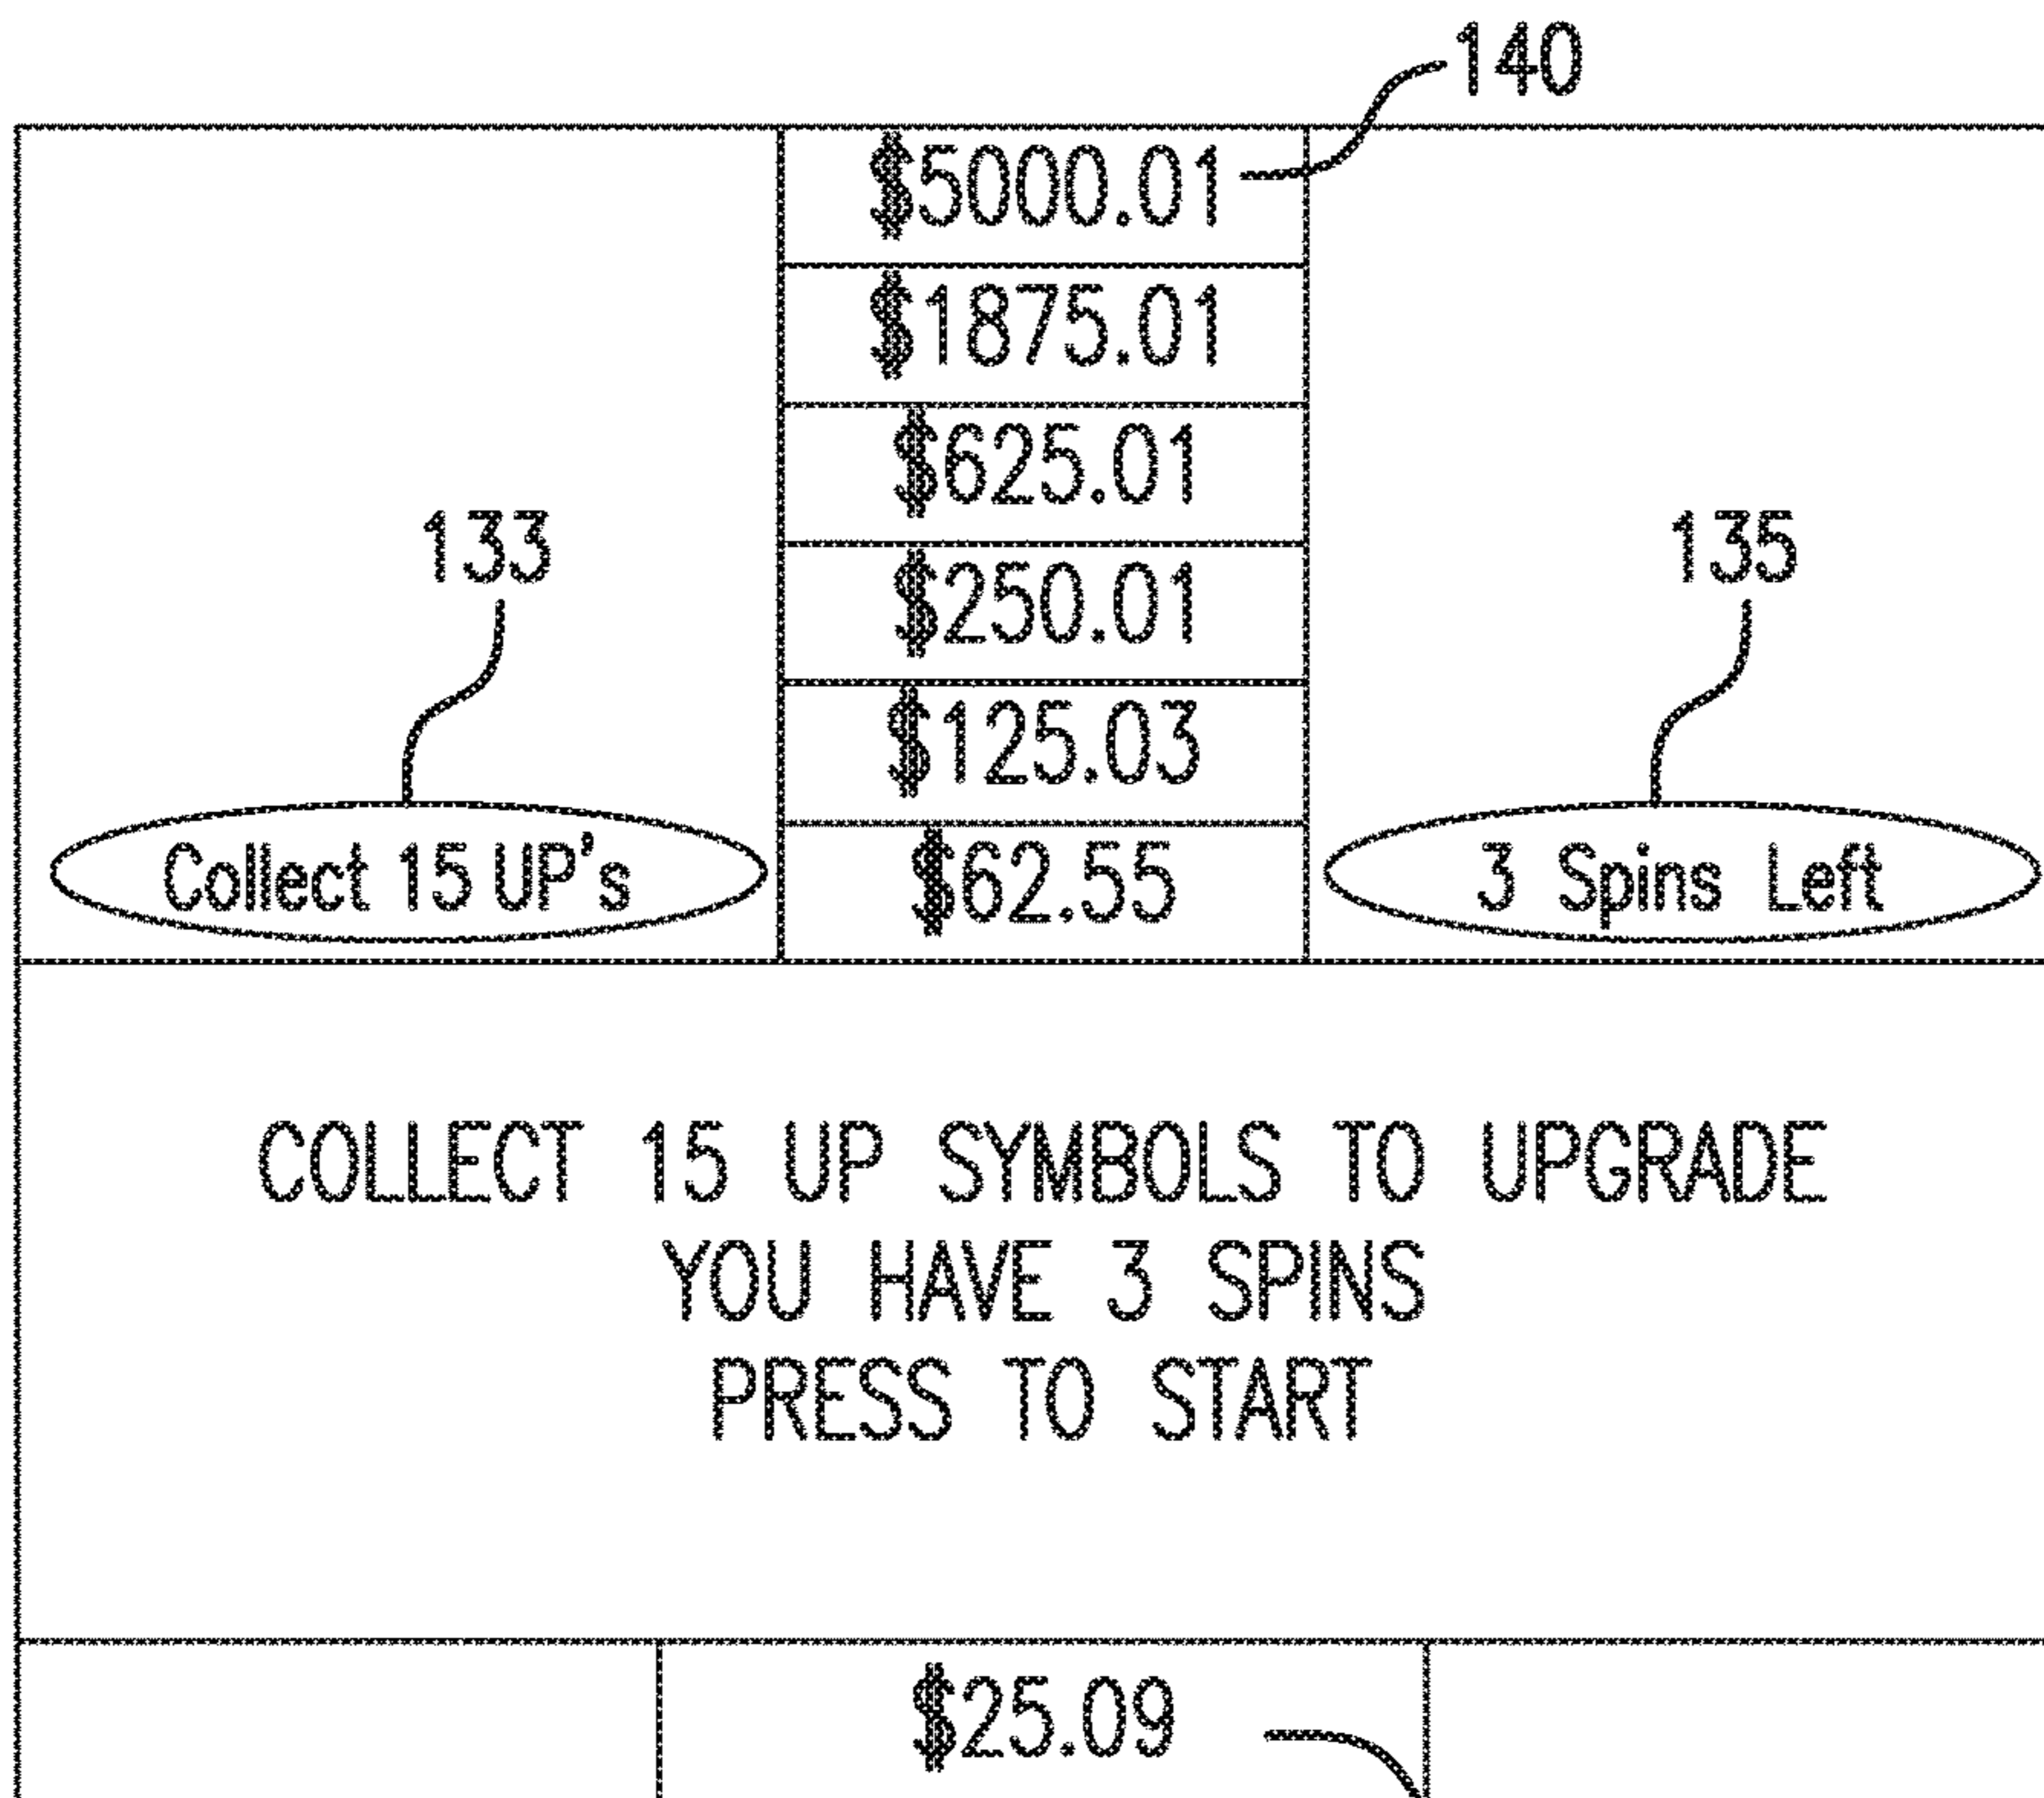 140
$5000.01
$1875.01
$625.01
133
$250.01
135
$125.03
Collect 15 UP's
$62.55
3 Spins Left
COLLECT 15 UP SYMBOLS TO UPGRADE
YOU HAVE 3 SPINS
PRESS TO START
$25.09